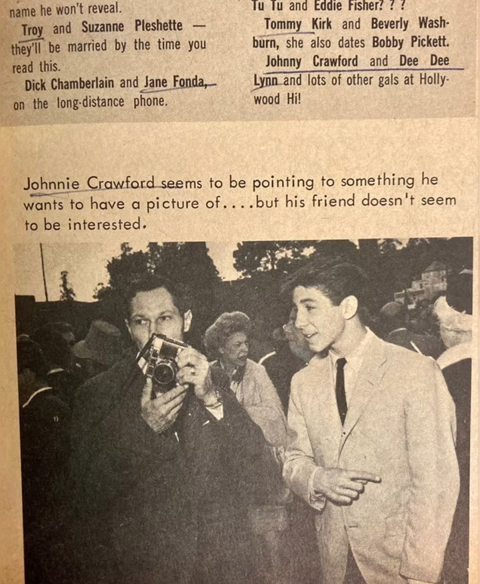 name he won't reveal.
Troy and Suzanne Pleshette —
they'll be married by the time you
read this.
Dick Chamberlain and Jane Fonda,
on the long-distance phone.
Tu Tu and Eddie Fisher? ? ?
Tommy Kirk and Beverly Wash-
burn, she also dates Bobby Pickett.
Johnny Crawford and Dee Dee
Lynn and lots of other gals at Holly-
wood Hi!
Johnnie Crawford seems to be pointing to something he
wants to have a picture of....but his friend doesn't seem
to be interested.